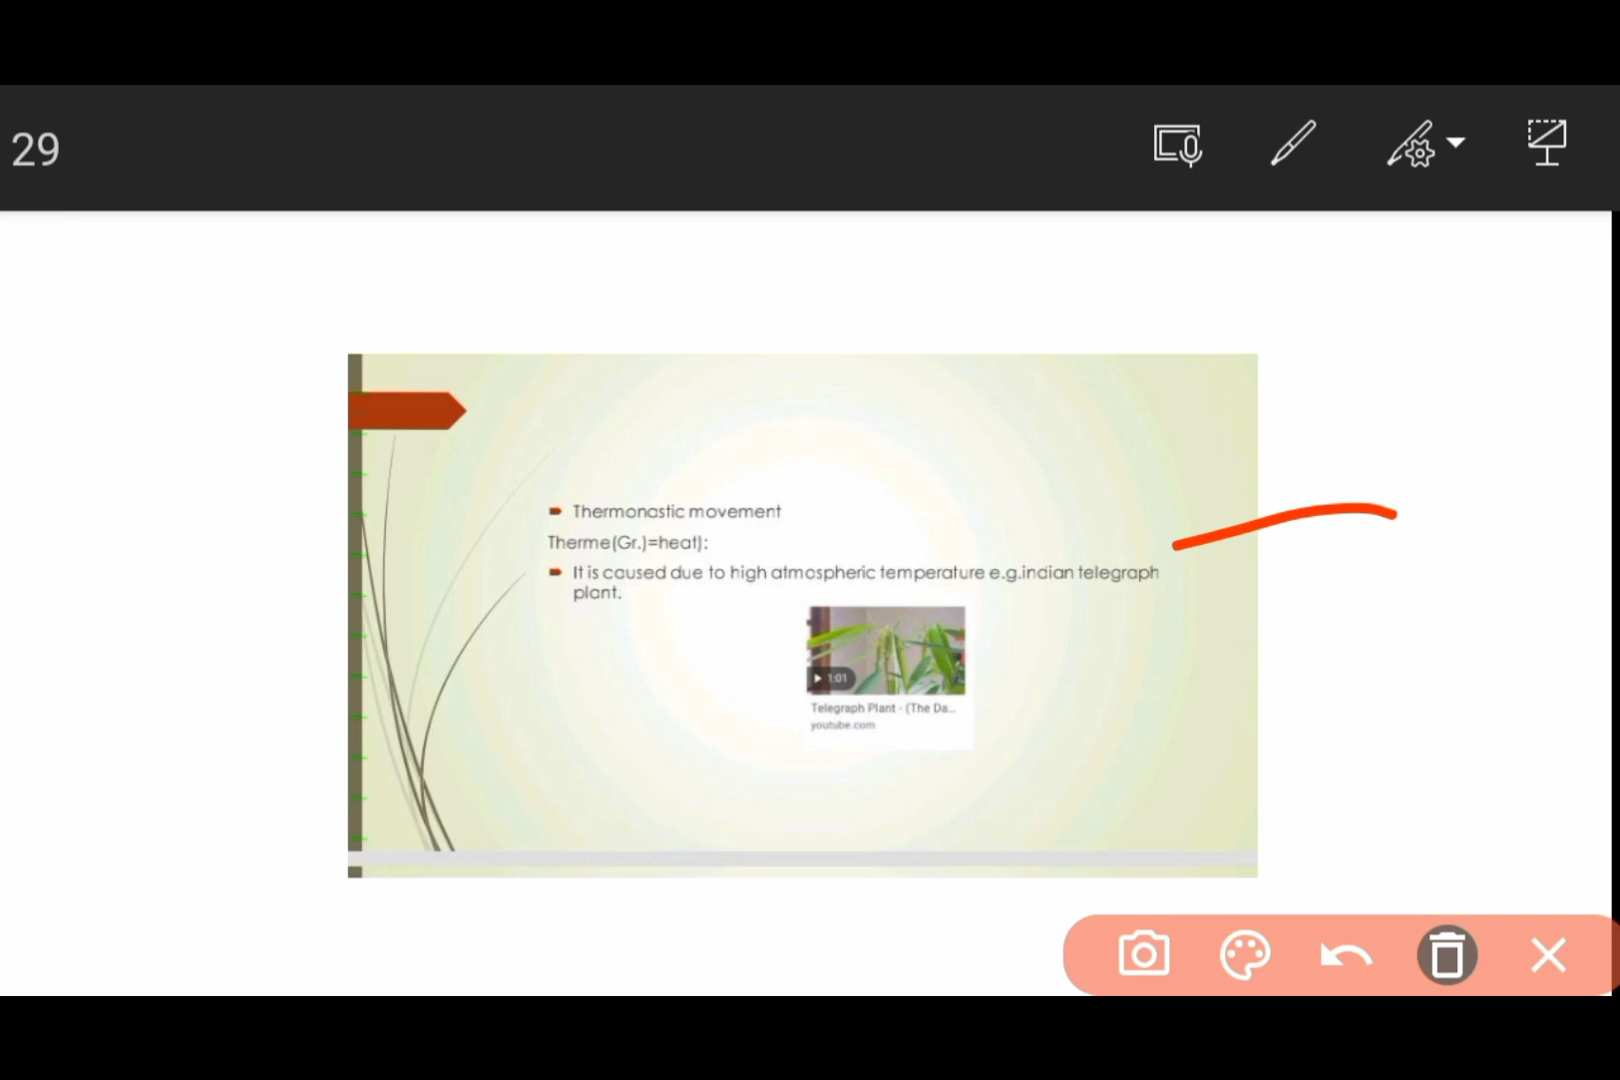 29
Thermonastic movement
Therme(Gr.)=heat):
It is caused due to high atmospheric temperature e.g.indian telegraph
plant.
1:01
Telegraph Plant - (The Da...
youtube.com